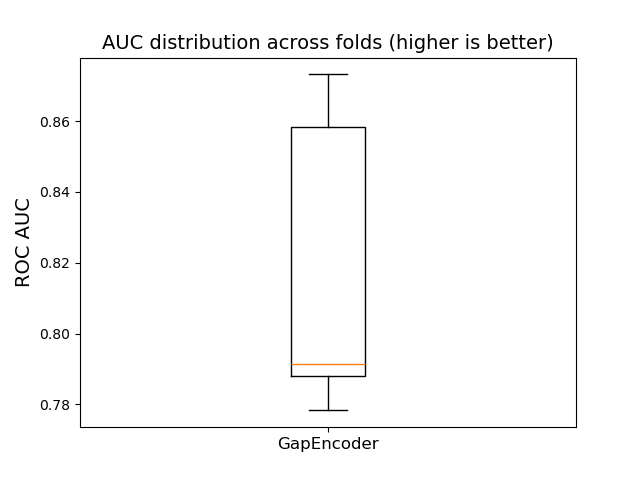 AUC distribution across folds (higher is better)
ROC AUC
0.86
0.84
0.82
0.80
0.78
GapEncoder